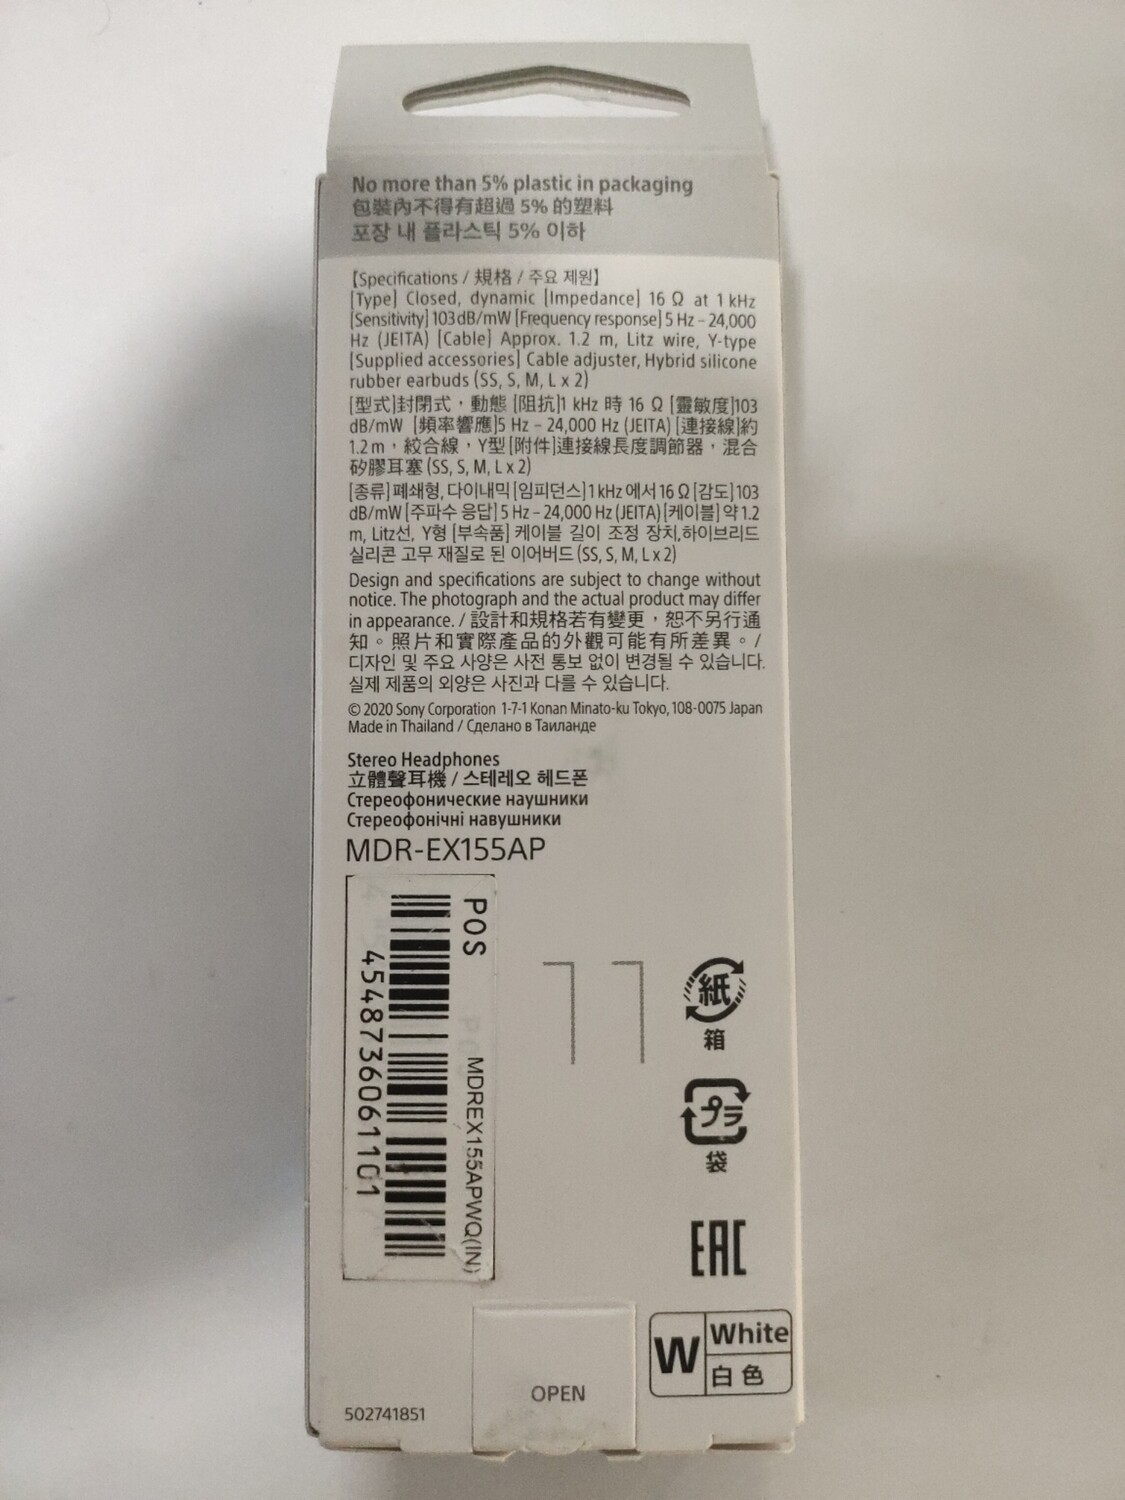 No more than 5% plastic in packaging
包裝內不得有超過 5% 的塑料
포장 내 플라스틱 5% 이하
【Specifications / 規格 / 주요 제원】
[Type] Closed, dynamic [Impedance] 16 Ω at 1 kHz
[Sensitivity] 103 dB/mW [Frequency response] 5 Hz – 24,000
Hz (JEITA) [Cable] Approx. 1.2 m, Litz wire, Y-type
[Supplied accessories] Cable adjuster, Hybrid silicone
rubber earbuds (SS, S, M, L x 2)
[型式]封閉式，動態 [阻抗]1 kHz 時 16 Ω [靈敏度]103
dB/mW [頻率響應]5 Hz – 24,000 Hz (JEITA) [連接線]約
1.2 m，絞合線，Y型 [附件]連接線長度調節器，混合
矽膠耳塞 (SS, S, M, L x 2)
[종류] 폐쇄형, 다이내믹 [임피던스] 1 kHz 에서 16 Ω [감도] 103
dB/mW [주파수 응답] 5 Hz – 24,000 Hz (JEITA) [케이블] 약 1.2
m, Litz선, Y형 [부속품] 케이블 길이 조정 장치,하이브리드
실리콘 고무 재질로 된 이어버드 (SS, S, M, L x 2)
Design and specifications are subject to change without
notice. The photograph and the actual product may differ
in appearance. / 設計和規格若有變更，恕不另行通
知。照片和實際產品的外觀可能有所差異。/
디자인 및 주요 사양은 사전 통보 없이 변경될 수 있습니다.
실제 제품의 외양은 사진과 다를 수 있습니다.
© 2020 Sony Corporation 1-7-1 Konan Minato-ku Tokyo, 108-0075 Japan
Made in Thailand / Сделано в Таиланде
Stereo Headphones
立體聲耳機 / 스테레오 헤드폰
Стереофонические наушники
Стереофонічні навушники
MDR-EX155AP
POS
MDREX155APWQ(IN)
4548736061101
11
紙
箱
プラ
袋
EAC
W
White
白色
OPEN
502741851